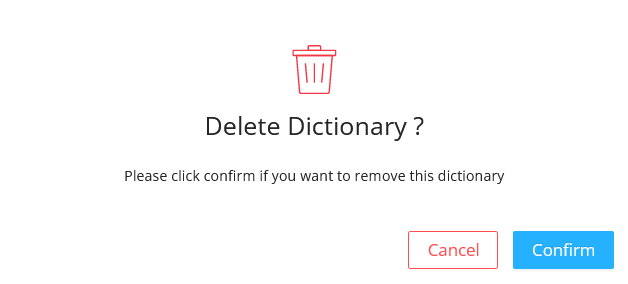 Delete Dictionary ?
Please click confirm if you want to remove this dictionary
Cancel
Confirm